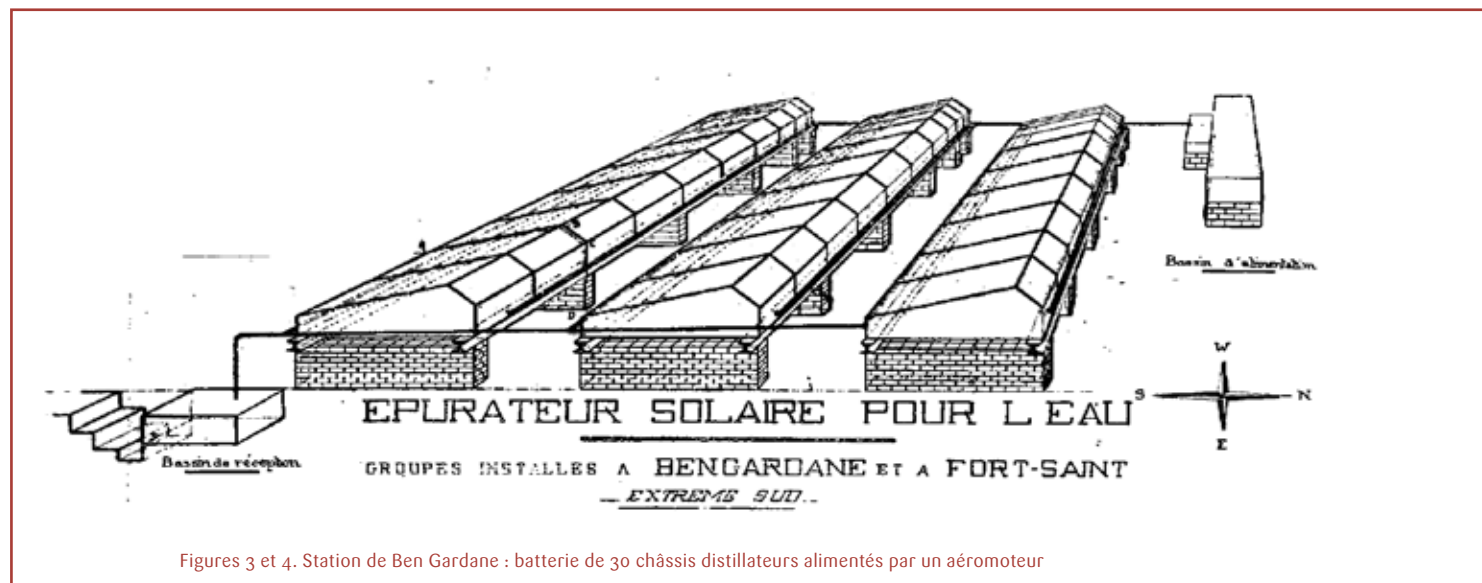 Bassin d'alimentation
W
S
N
E
EPURATEUR SOLAIRE POUR L'EAU
Bassin de réception
GROUPES INSTALLÉS A BENGARDANE ET A FORT-SAINT
EXTREME SUD
Figures 3 et 4. Station de Ben Gardane : batterie de 30 châssis distillateurs alimentés par un aéromoteur